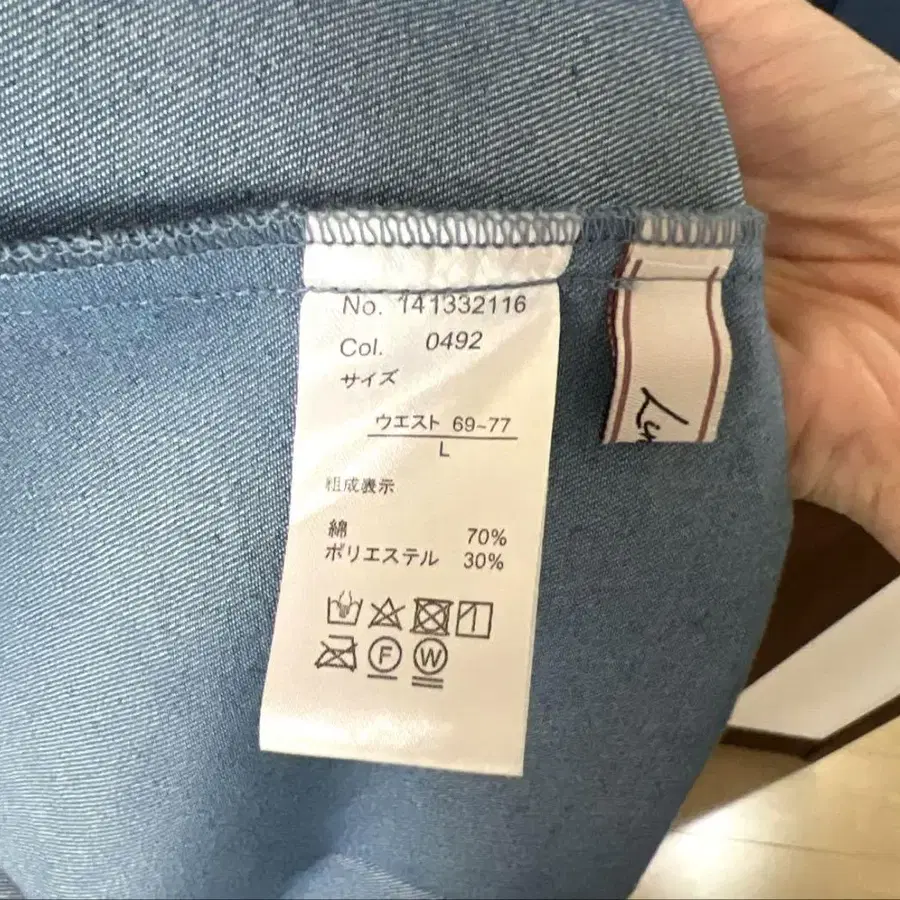 No. 141332116
Col. 0492
サイズ
ウエスト 69~77
L
組成表示
綿 70%
ポリエステル 30%
F W